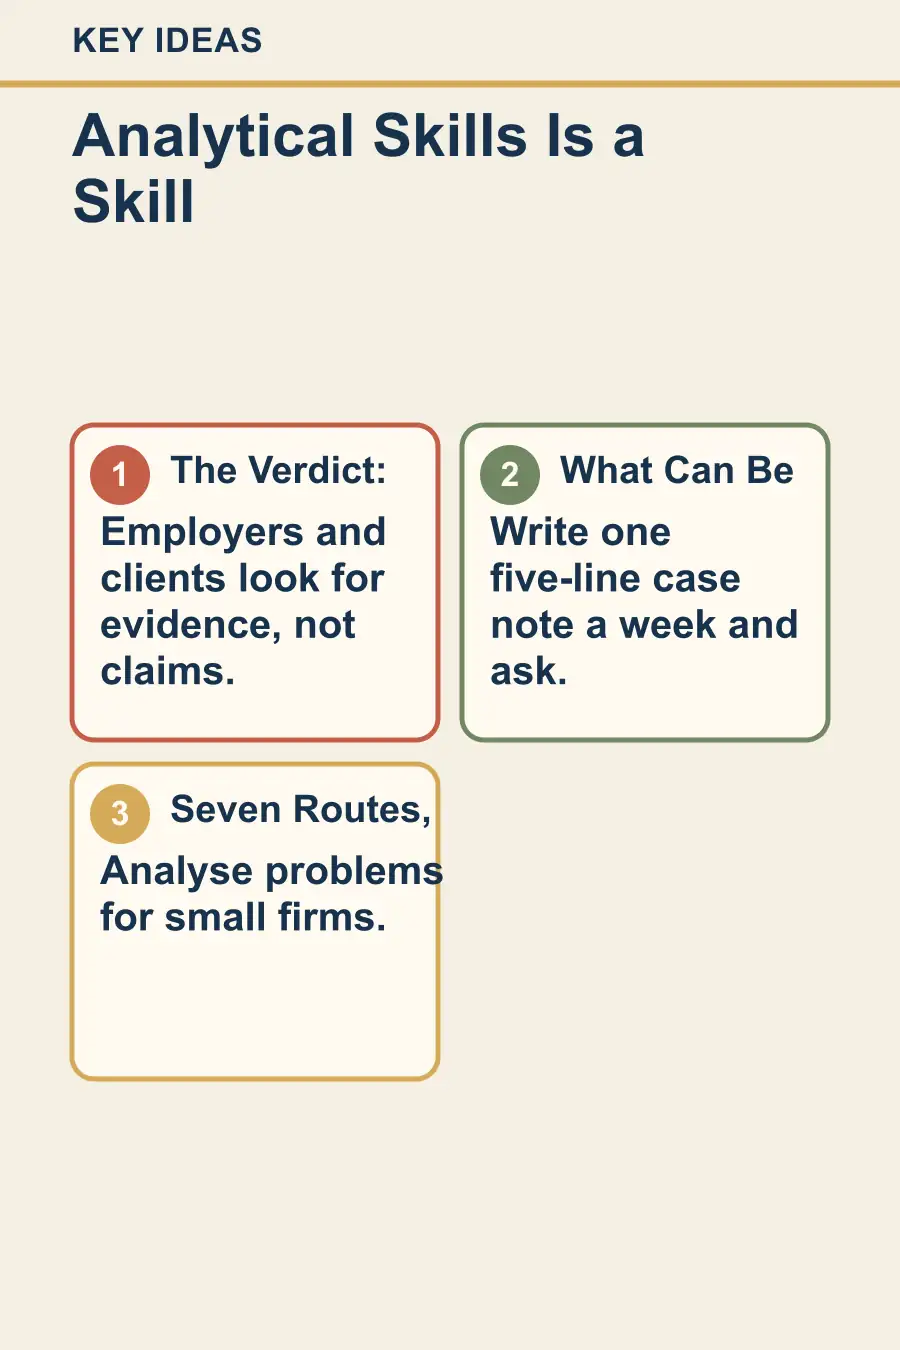 KEY IDEAS
Analytical Skills Is a
Skill
1 The Verdict:
Employers and
clients look for
evidence, not
claims.
2 What Can Be
Write one
five-line case
note a week and
ask.
3 Seven Routes,
Analyse problems
for small firms.